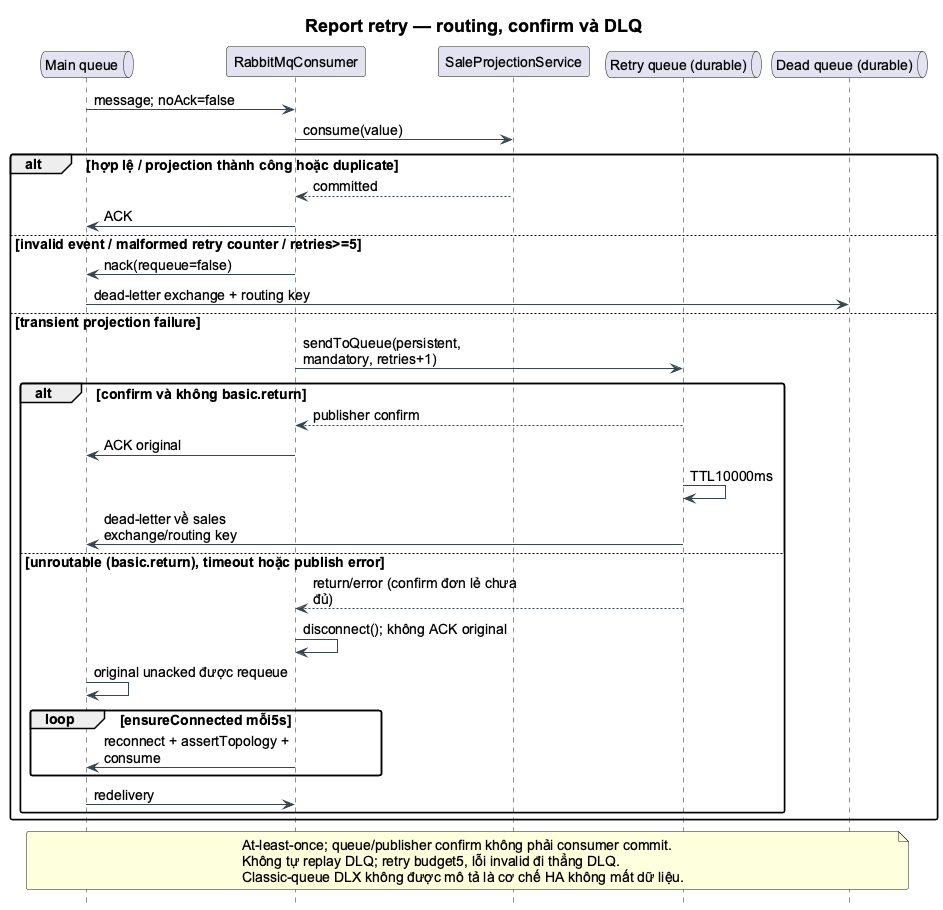 Report retry — routing, confirm và DLQ
Main queue
RabbitMqConsumer
SaleProjectionService
Retry queue (durable)
Dead queue (durable)
message; noAck=false
consume(value)
alt
[hợp lệ / projection thành công hoặc duplicate]
committed
ACK
[invalid event / malformed retry counter / retries>=5]
nack(requeue=false)
dead-letter exchange + routing key
[transient projection failure]
sendToQueue(persistent,
mandatory, retries+1)
alt
[confirm và không basic.return]
publisher confirm
ACK original
TTL10000ms
dead-letter về sales
exchange/routing key
[unroutable (basic.return), timeout hoặc publish error]
return/error (confirm đơn lẻ chưa
đủ)
disconnect(); không ACK original
original unacked được requeue
loop
[ensureConnected mỗi5s]
reconnect + assertTopology +
consume
redelivery
At-least-once; queue/publisher confirm không phải consumer commit.
Không tự replay DLQ; retry budget5, lỗi invalid đi thẳng DLQ.
Classic-queue DLX không được mô tả là cơ chế HA không mất dữ liệu.